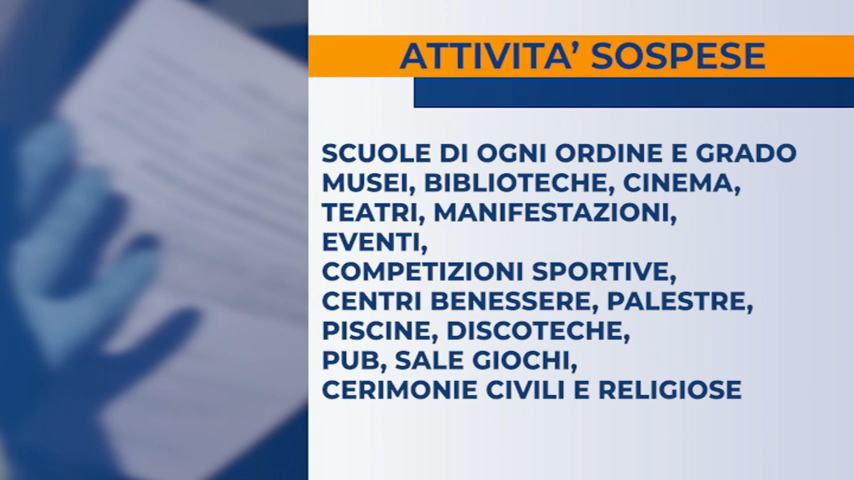 ATTIVITA’ SOSPESE
SCUOLE DI OGNI ORDINE E GRADO
MUSEI, BIBLIOTECHE, CINEMA,
TEATRI, MANIFESTAZIONI,
EVENTI,
COMPETIZIONI SPORTIVE,
CENTRI BENESSERE, PALESTRE,
PISCINE, DISCOTECHE,
PUB, SALE GIOCHI,
CERIMONIE CIVILI E RELIGIOSE